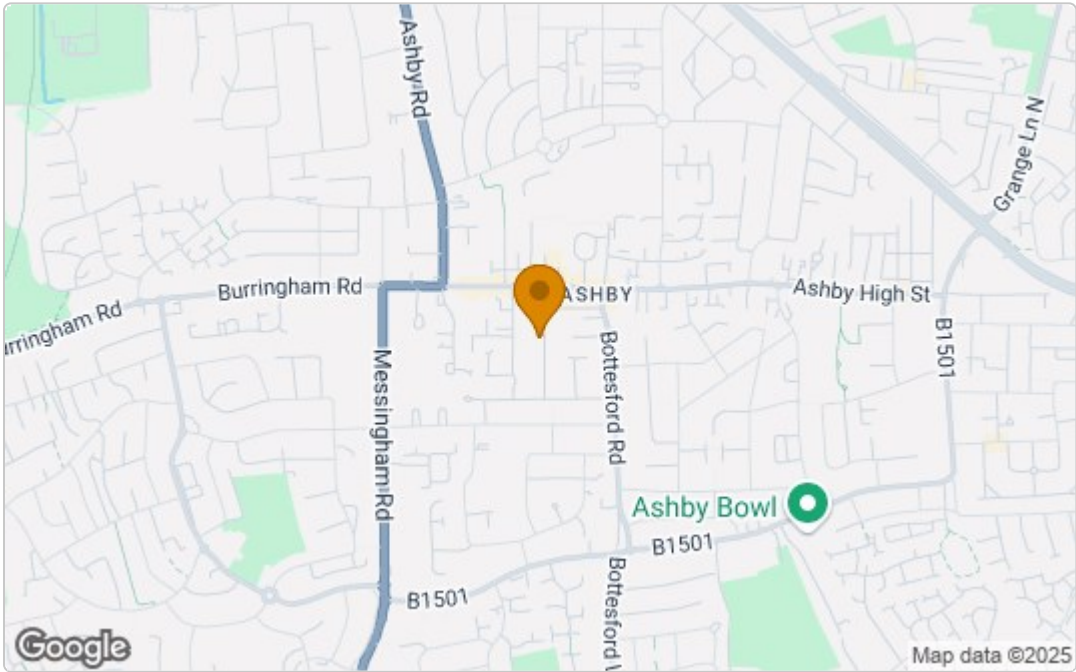 Ashby Rd
Grange Ln N
Burringham Rd
ASHBY
Ashby High St
urringham Rd
B1501
Messingham Rd
Bottesford Rd
Ashby Bowl
B1501
B1501
Bottesford
Google
Map data ©2025